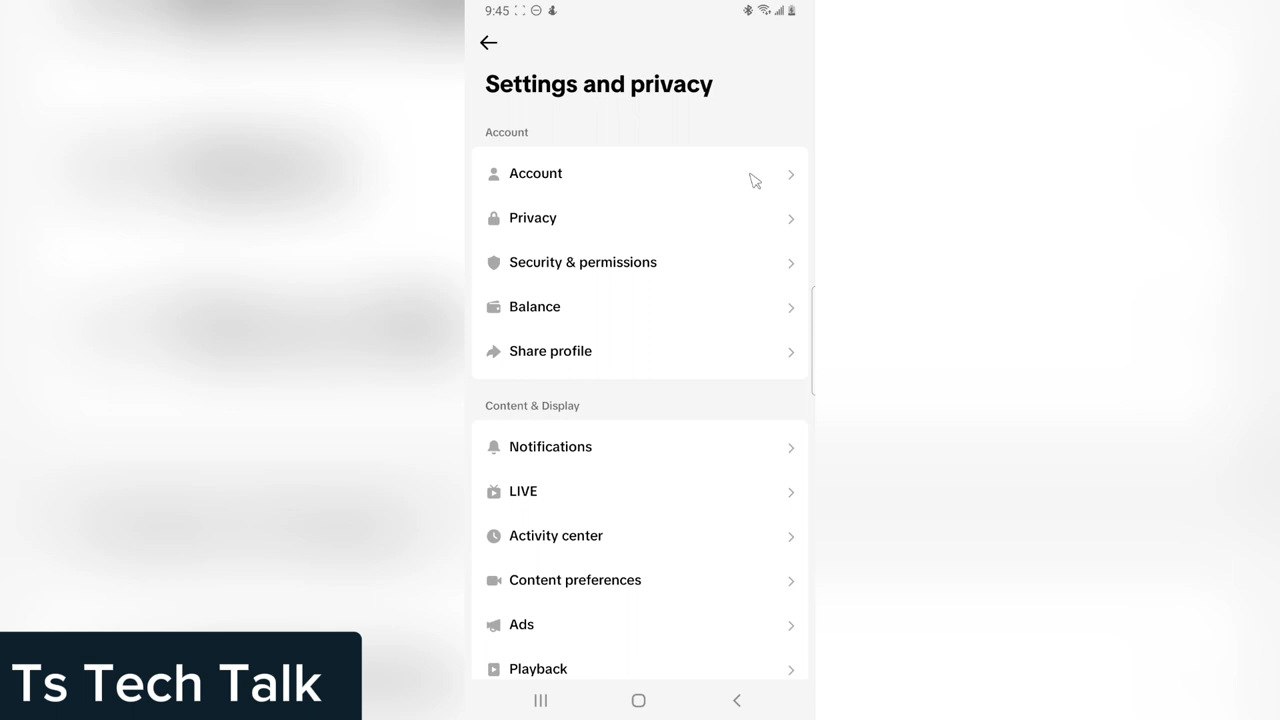 9:45
Settings and privacy
Account
Account
Privacy
Security & permissions
Balance
Share profile
Content & Display
Notifications
LIVE
Activity center
Content preferences
Ads
Playback
Ts Tech Talk